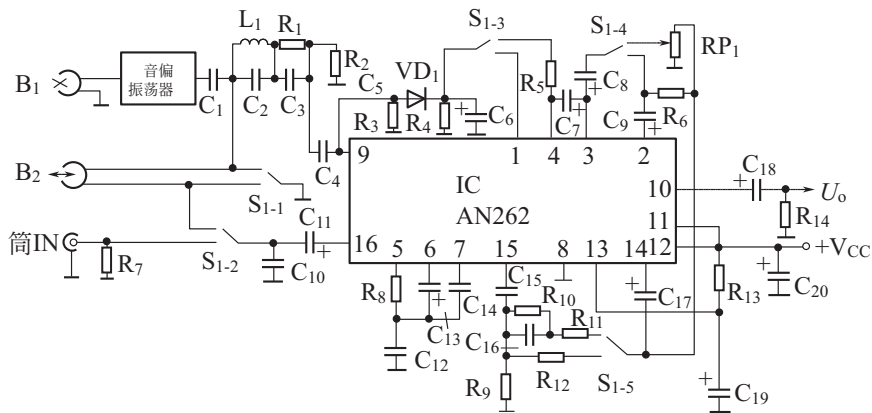 L1 R1 S1-3 S1-4
R2 RP1
音偏
振荡器
B1 C5 VD1 R5 C8
C1 C2 C3 R3 R4 C6 C7 C9 R6
C4 9 1 4 3 2
B2 IC 10 C18 Uo
S1-1 AN262 11 R14
C11
筒IN 16 5 6 7 15 8 13 14 12 +VCC
R7 S1-2 C10 R8 C15 C17 R13 C20
C14 R10
C13 C16 R11
C12 R9 R12 S1-5 C19